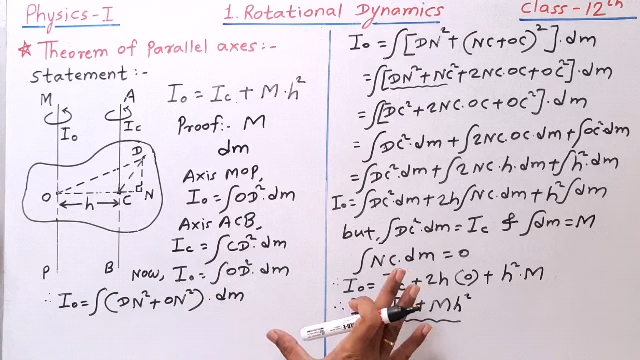 Physics-I
1. Rotational Dynamics
Class-12th
☆ Theorem of Parallel axes:-
Statement:-
I₀ = Ic + M·h²
Proof:- M
dm
M A
I₀ Ic
D
O h C N
P B
Axis MOP,
I₀ = ∫OD²·dm
Axis ACB,
Ic = ∫CD²·dm
Now, I₀ = ∫OD²·dm
∴ I₀ = ∫(DN² + ON²)·dm
I₀ = ∫[DN² + (NC + OC)²]·dm
= ∫[DN² + NC² + 2NC·OC + OC²]·dm
= ∫[DC² + 2NC·OC + OC²]·dm
= ∫DC²·dm + ∫2NC·OC·dm + ∫OC²·dm
= ∫DC²·dm + ∫2NC·h·dm + ∫h²·dm
I₀ = ∫DC²·dm + 2h∫NC·dm + h²∫dm
but, ∫DC²·dm = Ic & ∫dm = M
∫NC·dm = 0
∴ I₀ = Ic + 2h(0) + h²·M
∴ + Mh²